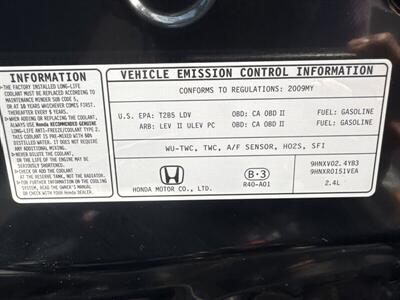 INFORMATION
▷THE FACTORY INSTALLED LONG-LIFE
COOLANT MUST BE REPLACED ACCORDING TO
MAINTENANCE MINDER SUB CODE 5,
OR AT 10 YEARS WHICHEVER COMES FIRST.
THEREAFTER EVERY 5 YEARS.
▷WHEN ADDING OR REPLACING THE COOLANT,
ALWAYS USE Honda RECOMMENDED GENUINE
LONG-LIFE ANTI-FREEZE/COOLANT TYPE 2.
THIS COOLANT IS PRE-MIXED WITH 50%
DISTILLED WATER AND DOES NOT REQUIRE
ANY ADDITIONAL MIXING.
▷NEVER DILUTE THE COOLANT,
OR THE LIFE OF THE ENGINE MAY BE
SERIOUSLY SHORTENED.
▷CHECK OR ADD THE COOLANT
AT THE RESERVE TANK, NOT THE RADIATOR.
▷FOR FURTHER INFORMATION,
PLEASE READ THE OWNER'S MANUAL
OR CHECK WITH YOUR Honda DEALER.
VEHICLE EMISSION CONTROL INFORMATION
CONFORMS TO REGULATIONS: 2009MY
U.S. EPA: T2B5 LDV OBD: CA OBD II FUEL: GASOLINE
ARB: LEV II ULEV PC OBD: CA OBD II FUEL: GASOLINE
WU-TWC, TWC, A/F SENSOR, HO2S, SFI
HONDA MOTOR CO., LTD.
B·3
R40-A01
9HNXV02.4YB3
9HNXR0151VEA
2.4L